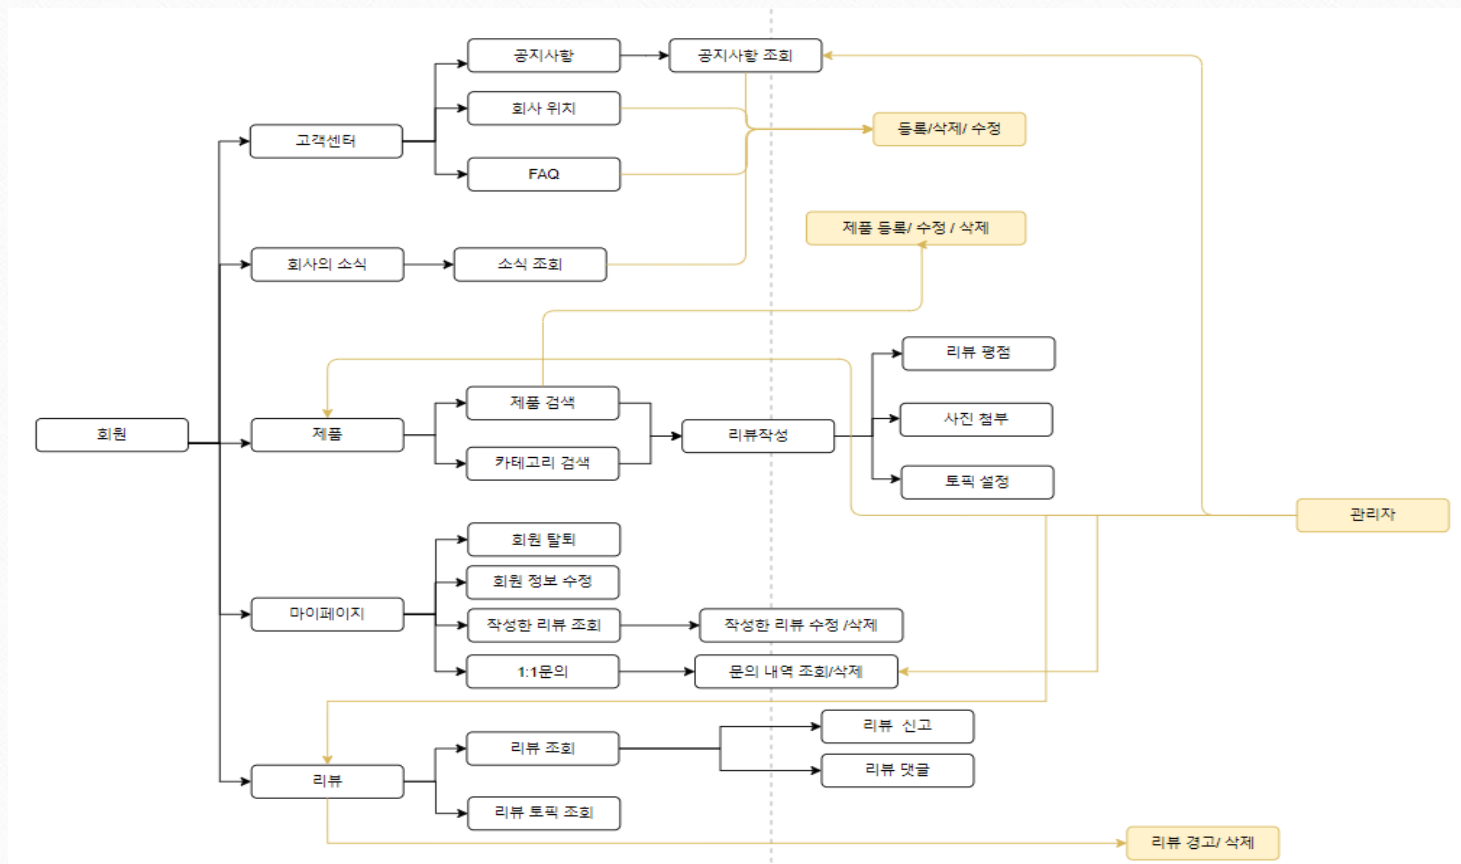 공지사항
공지사항 조회
회사 위치
등록/삭제/ 수정
고객센터
FAQ
제품 등록/ 수정 / 삭제
회사의 소식
소식 조회
리뷰 평점
제품 검색
사진 첨부
회원
제품
리뷰작성
카테고리 검색
토픽 설정
관리자
회원 탈퇴
회원 정보 수정
마이페이지
작성한 리뷰 조회
작성한 리뷰 수정 /삭제
1:1문의
문의 내역 조회/삭제
리뷰 신고
리뷰 조회
리뷰 댓글
리뷰
리뷰 토픽 조회
리뷰 경고/ 삭제